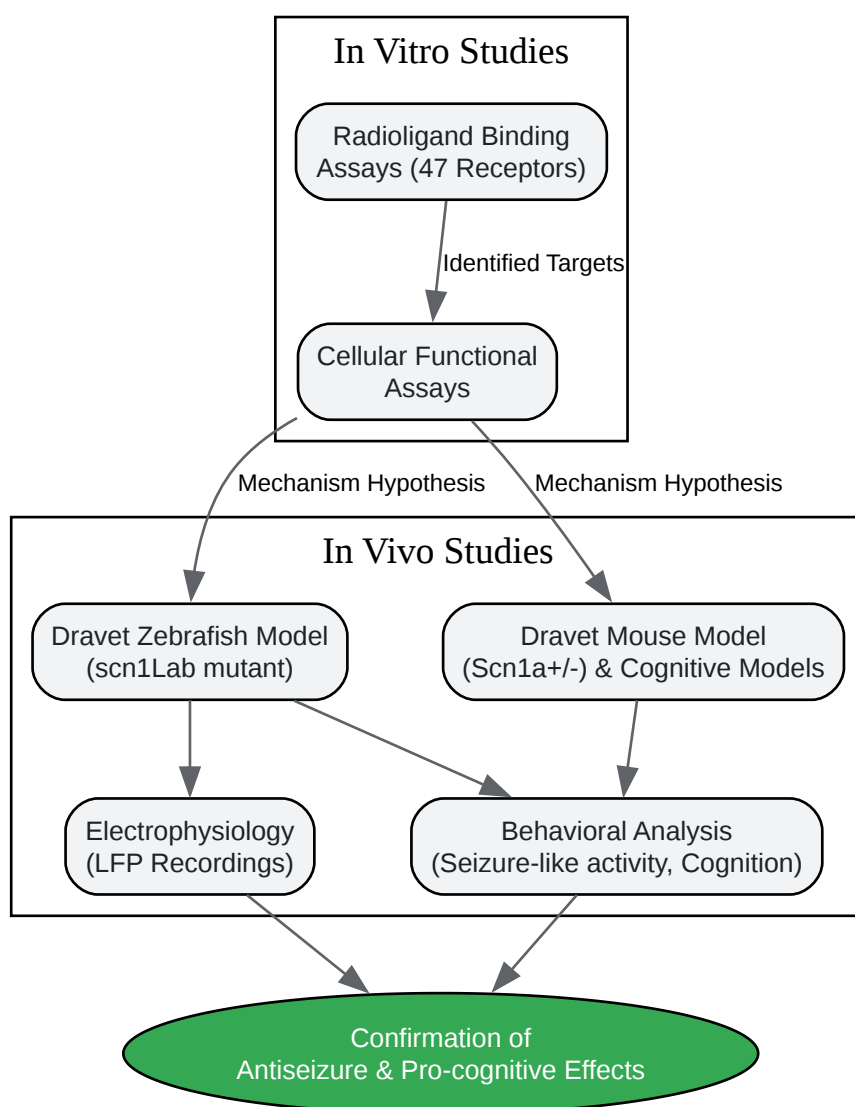 In Vitro Studies
Radioligand Binding
Assays (47 Receptors)
Identified Targets
Cellular Functional
Assays
Mechanism Hypothesis
Mechanism Hypothesis
In Vivo Studies
Dravet Zebrafish Model
(scn1Lab mutant)
Dravet Mouse Model
(Scn1a+/-) & Cognitive Models
Electrophysiology
(LFP Recordings)
Behavioral Analysis
(Seizure-like activity, Cognition)
Confirmation of
Antiseizure & Pro-cognitive Effects